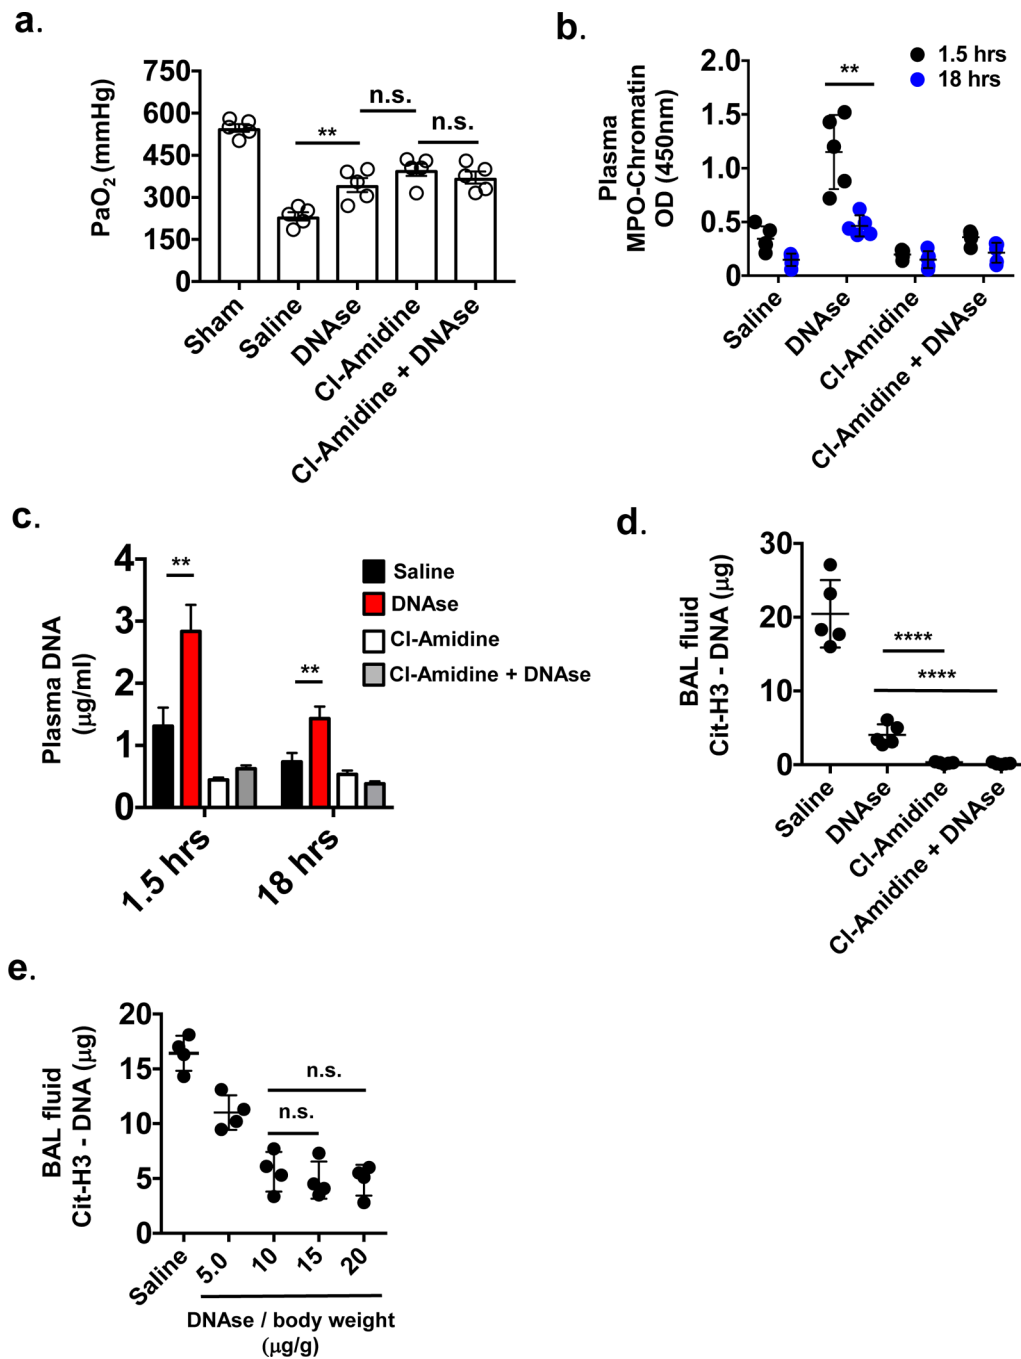 a.
PaO2 (mmHg)
750
600
450
300
150
0
n.s.
n.s.
**
Sham
Saline
DNAse
Cl-Amidine
Cl-Amidine + DNAse
b.
Plasma
MPO-Chromatin
OD (450nm)
2.0
1.5
1.0
0.5
0
1.5 hrs
18 hrs
**
Saline
DNAse
Cl-Amidine
Cl-Amidine + DNAse
c.
Plasma DNA
(μg/ml)
4
3
2
1
0
**
**
Saline
DNAse
Cl-Amidine
Cl-Amidine + DNAse
1.5 hrs
18 hrs
d.
BAL fluid
Cit-H3 - DNA (μg)
30
20
10
0
****
****
Saline
DNAse
Cl-Amidine
Cl-Amidine + DNAse
e.
BAL fluid
Cit-H3 - DNA (μg)
20
15
10
5
0
n.s.
n.s.
Saline
5.0
10
15
20
DNAse / body weight
(μg/g)